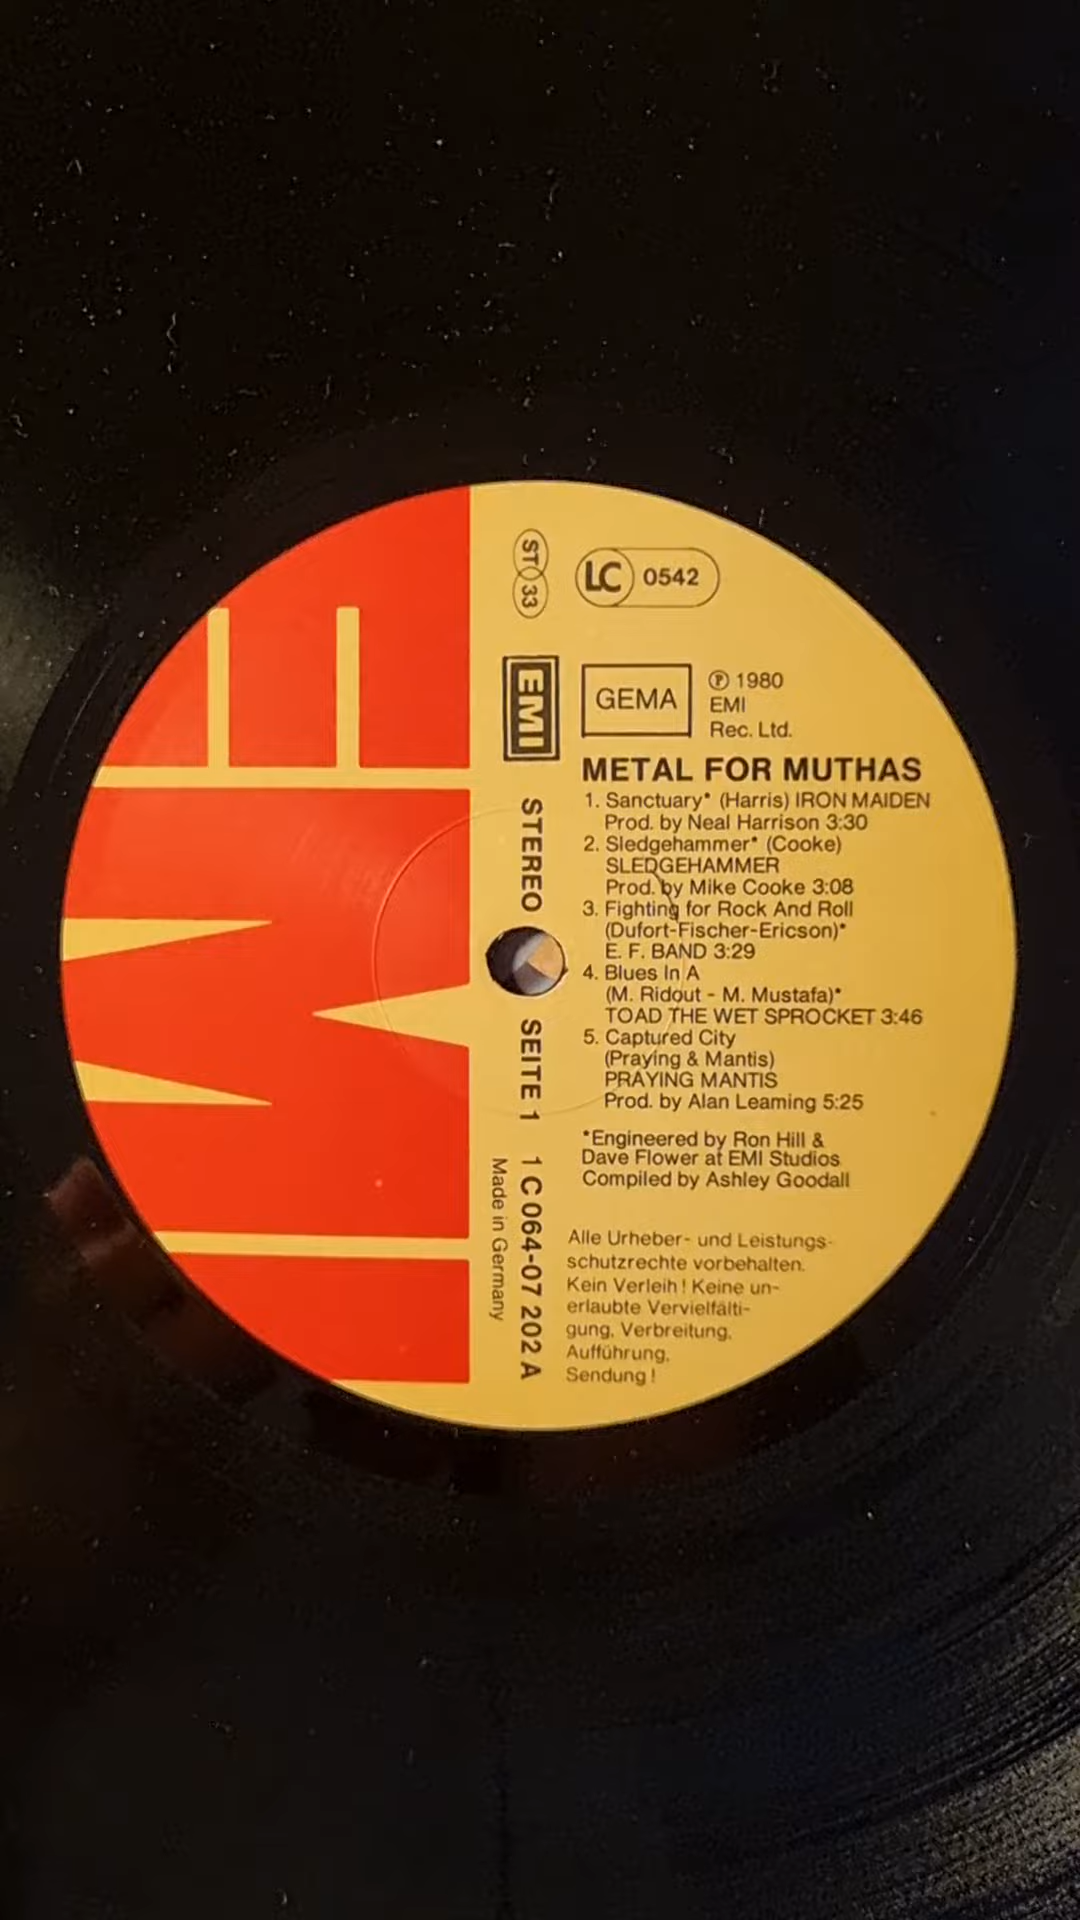 ST 33
LC 0542
EMI
GEMA
℗ 1980
EMI
Rec. Ltd.
METAL FOR MUTHAS
1. Sanctuary* (Harris) IRON MAIDEN
Prod. by Neal Harrison 3:30
2. Sledgehammer* (Cooke)
SLEDGEHAMMER
Prod. by Mike Cooke 3:08
3. Fighting for Rock And Roll
(Dufort-Fischer-Ericson)*
E. F. BAND 3:29
4. Blues In A
(M. Ridout - M. Mustafa)*
TOAD THE WET SPROCKET 3:46
5. Captured City
(Praying & Mantis)
PRAYING MANTIS
Prod. by Alan Leaming 5:25
*Engineered by Ron Hill &
Dave Flower at EMI Studios
Compiled by Ashley Goodall
Alle Urheber- und Leistungs-
schutzrechte vorbehalten.
Kein Verleih! Keine un-
erlaubte Vervielfälti-
gung, Verbreitung,
Aufführung,
Sendung!
STEREO SEITE 1 1 C 064-07 202 A
Made in Germany
EMI